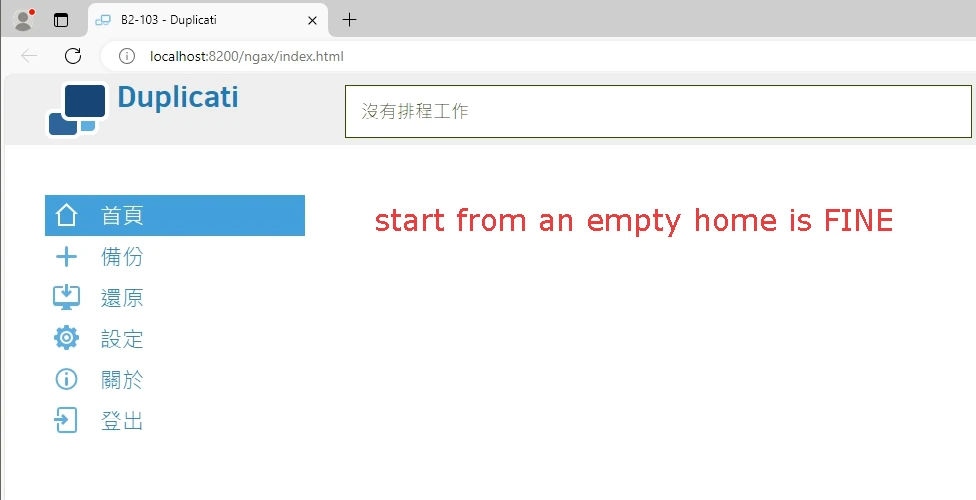 B2-103 - Duplicati
localhost:8200/ngax/index.html
Duplicati
沒有排程工作
首頁
start from an empty home is FINE
備份
還原
設定
關於
登出